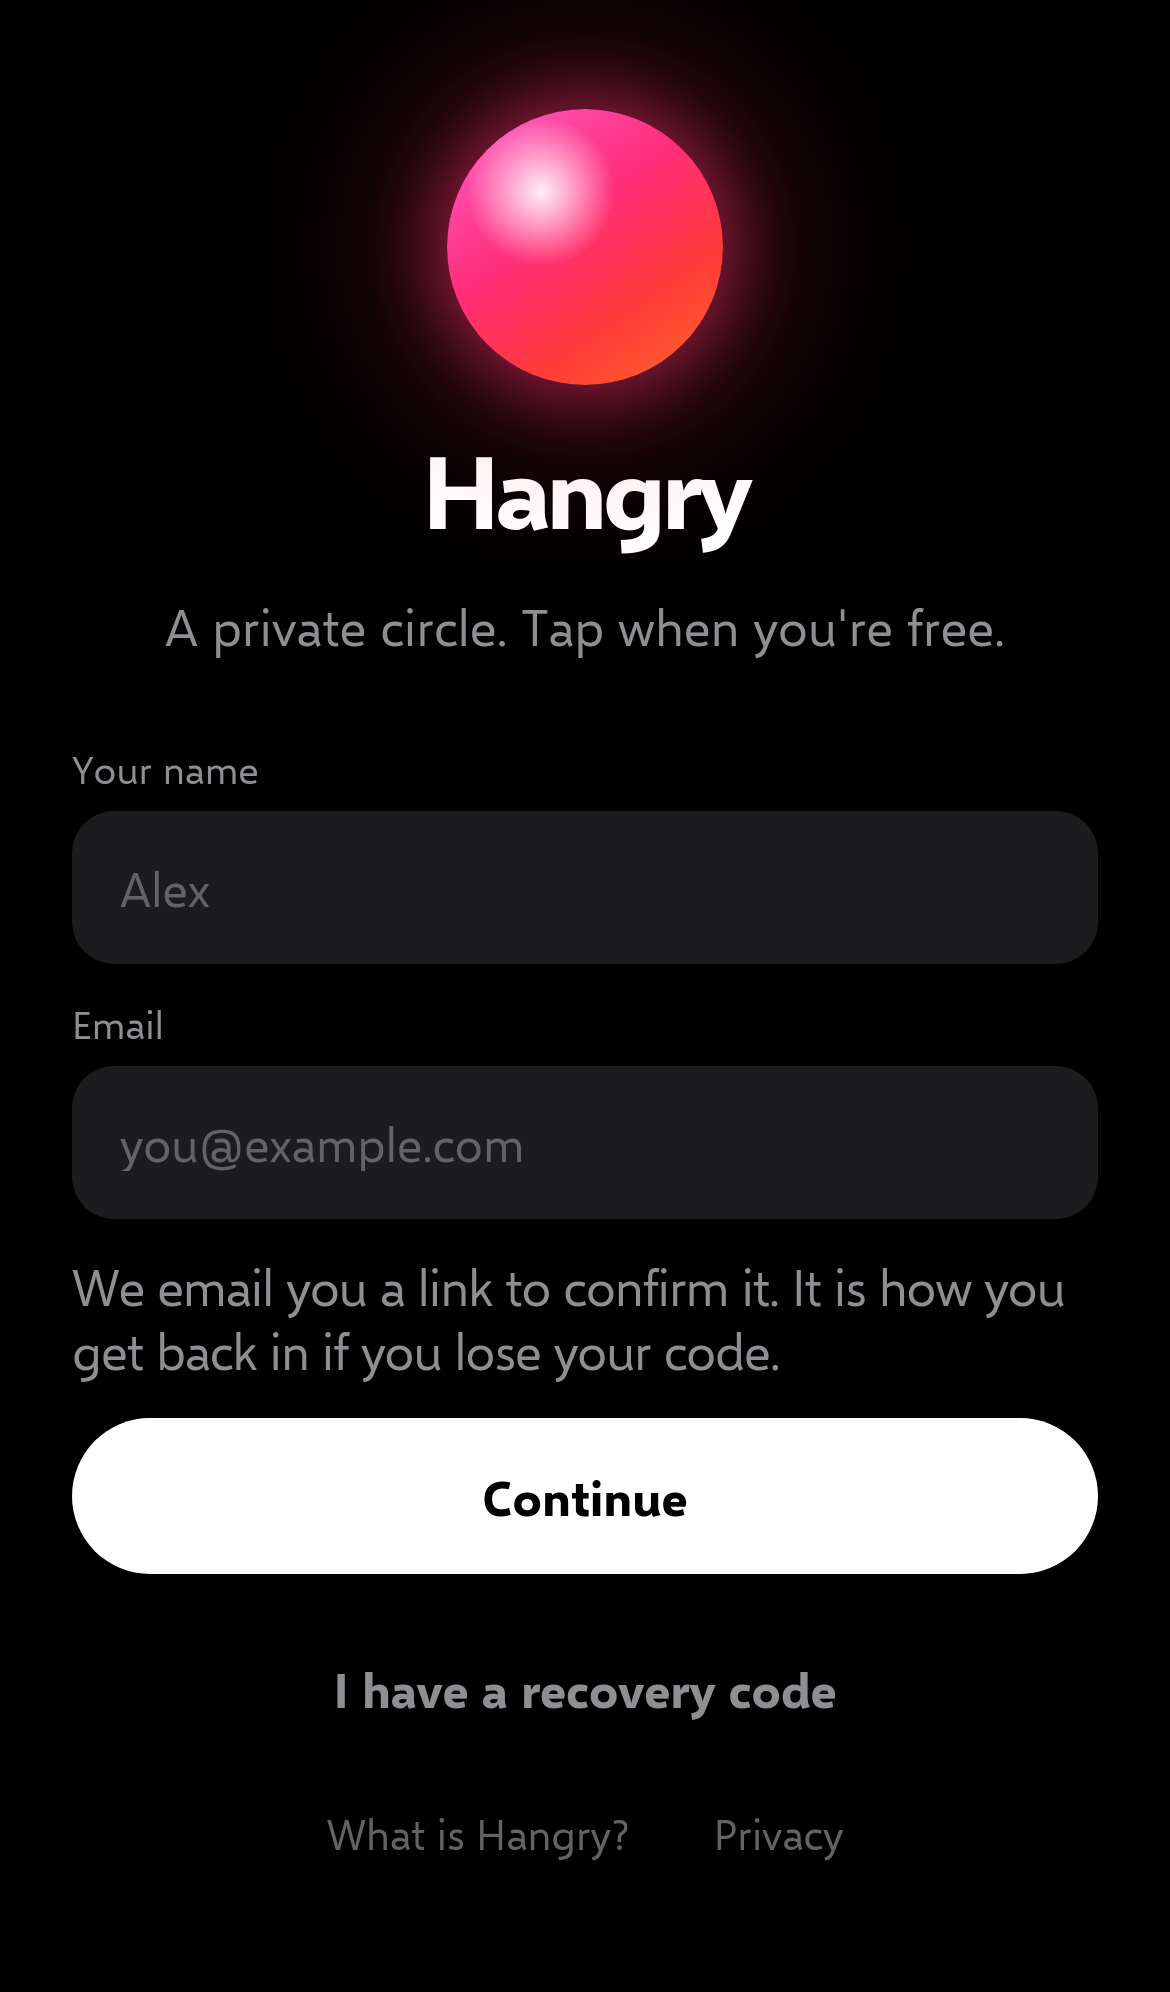 Hangry
A private circle. Tap when you're free.
Your name
Alex
Email
you@example.com
We email you a link to confirm it. It is how you
get back in if you lose your code.
Continue
I have a recovery code
What is Hangry? Privacy